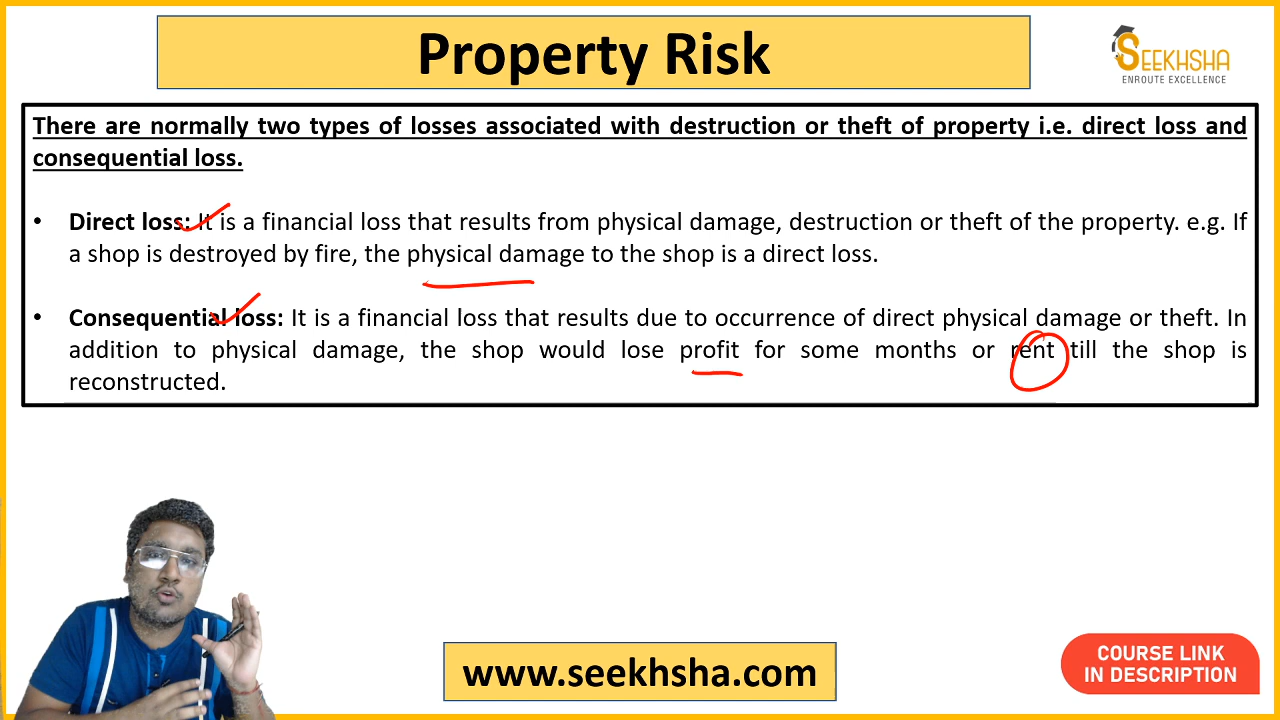 Property Risk
SEEKHSHA
ENROUTE EXCELLENCE
There are normally two types of losses associated with destruction or theft of property i.e. direct loss and
consequential loss.
• Direct loss: It is a financial loss that results from physical damage, destruction or theft of the property. e.g. If
a shop is destroyed by fire, the physical damage to the shop is a direct loss.
• Consequential loss: It is a financial loss that results due to occurrence of direct physical damage or theft. In
addition to physical damage, the shop would lose profit for some months or rent till the shop is
reconstructed.
www.seekhsha.com
COURSE LINK
IN DESCRIPTION